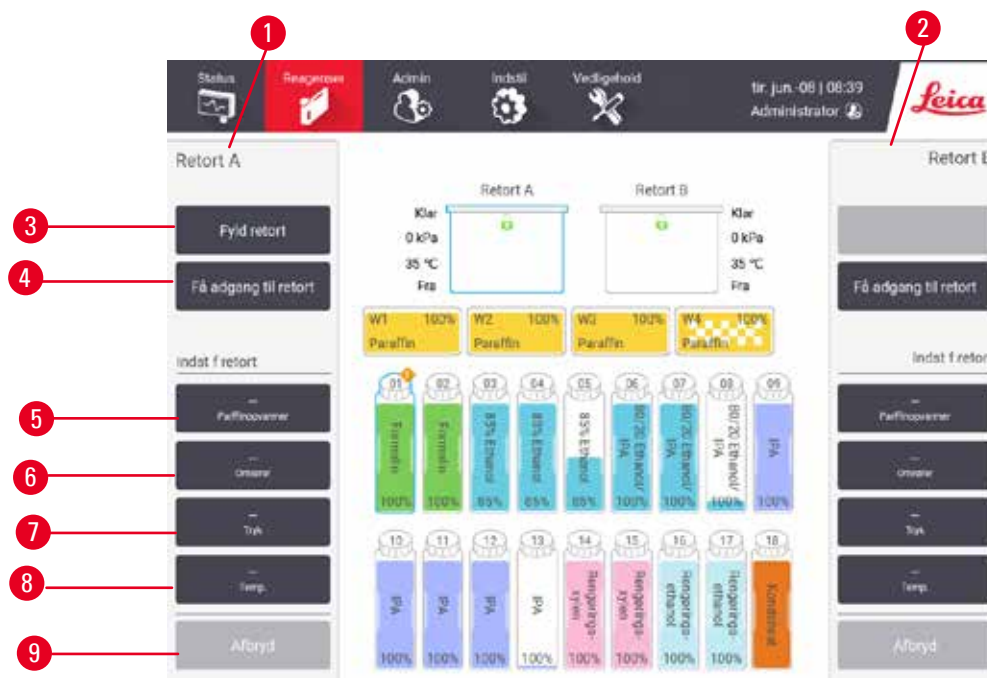 1
2
Status
Reagenser
Admin
Indstil
Vedligehold
tir. jun.-08 | 08:39
Administrator
Leica
Retort A
Retort B
3
Fyld retort
4
Få adgang til retort
Indst f retort
5
--
Paraffinopvarmer
6
--
Omrører
7
--
Tryk
8
--
Temp.
9
Afbryd
Retort A
Retort B
Klar
0 kPa
35 °C
Fra
Klar
0 kPa
35 °C
Fra
W1 100%
Paraffin
W2 100%
Paraffin
W3 100%
Paraffin
W4 100%
Paraffin
01
Formalin
100%
02
Formalin
100%
03
85% Ethanol
85%
04
85% Ethanol
85%
05
85% Ethanol
85%
06
80/20 Ethanol/
IPA
100%
07
80/20 Ethanol/
IPA
100%
08
80/20 Ethanol/
IPA
100%
09
IPA
100%
10
IPA
100%
11
IPA
100%
12
IPA
100%
13
IPA
100%
14
Rengørings-
xylen
100%
15
Rengørings-
xylen
100%
16
Rengørings-
ethanol
100%
17
Rengørings-
ethanol
100%
18
Kondensat
Få adgang til retort
Indst f retor
--
Paraffinopvarmer
--
Omrører
--
Tryk
--
Temp.
Afbryd